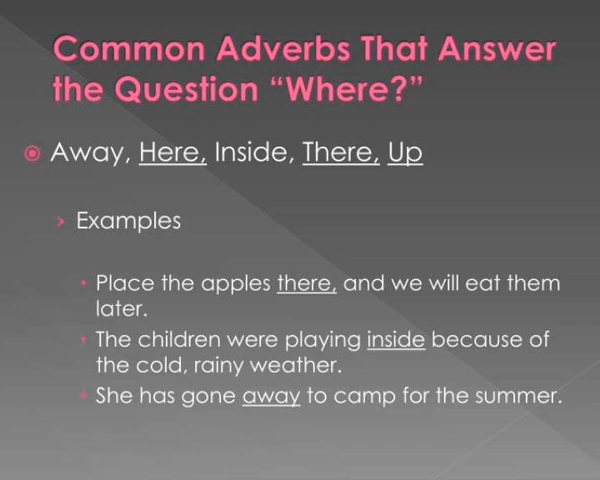 Common Adverbs That Answer
the Question “Where?”
Away, Here, Inside, There, Up
Examples
Place the apples there, and we will eat them
later.
The children were playing inside because of
the cold, rainy weather.
She has gone away to camp for the summer.